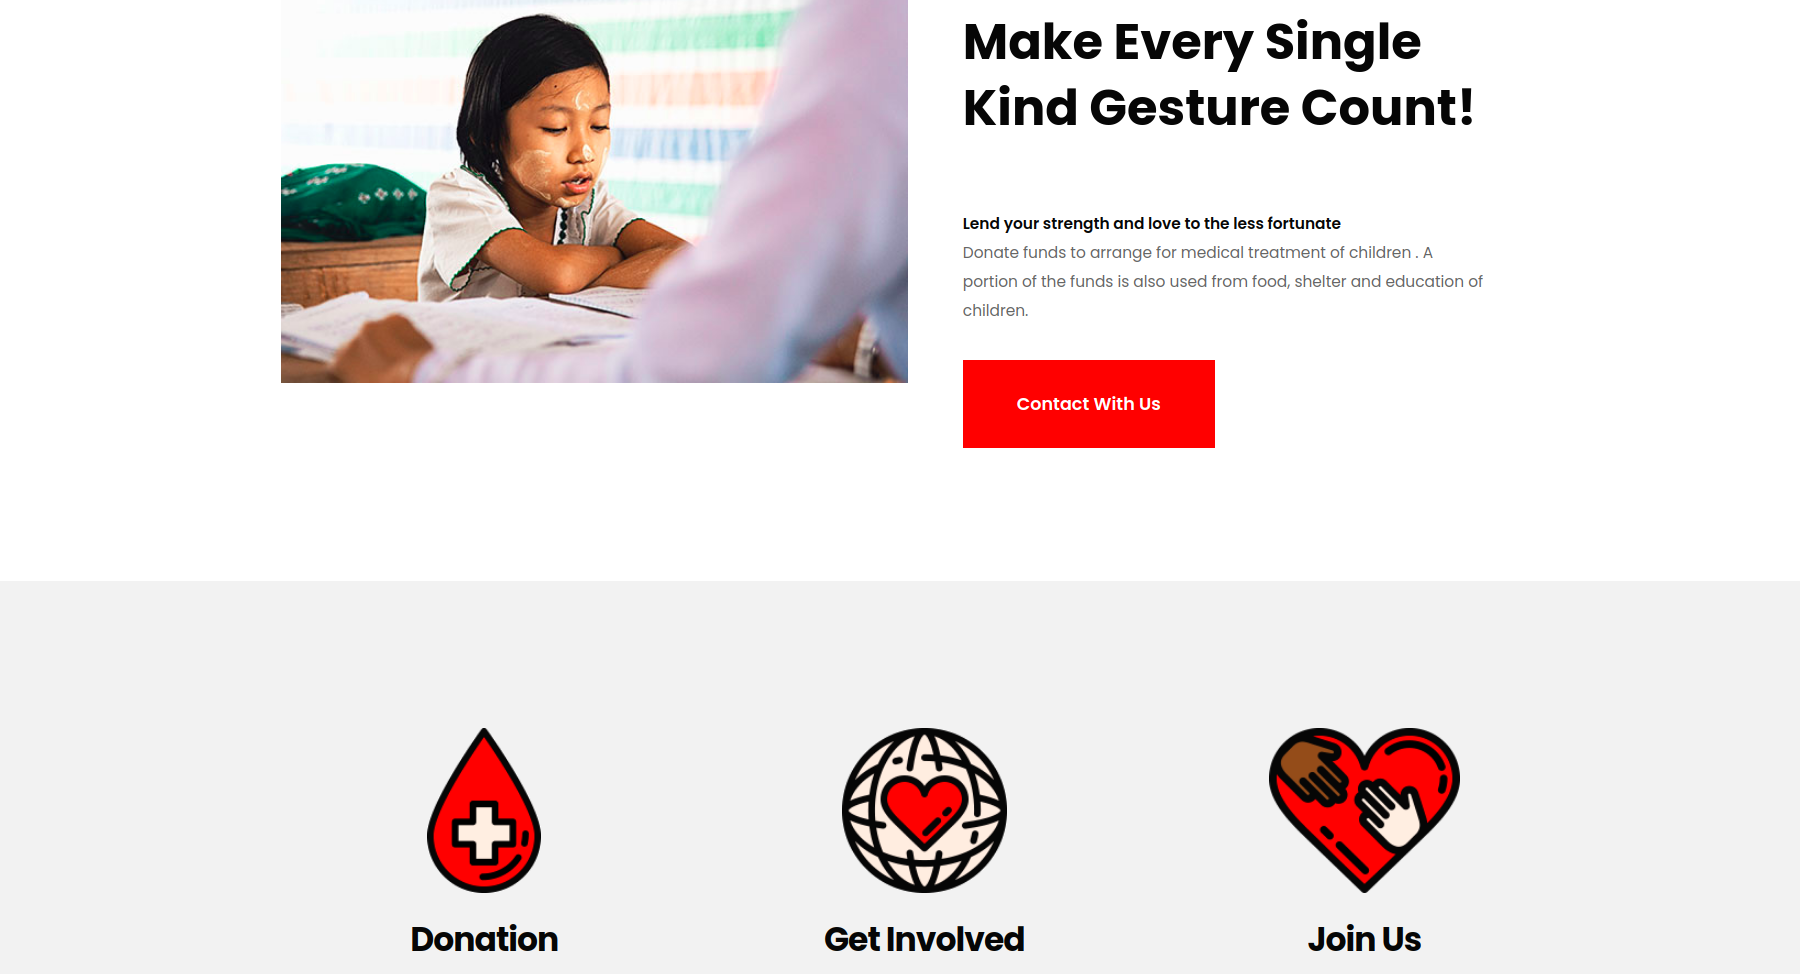 Make Every Single
Kind Gesture Count!
Lend your strength and love to the less fortunate
Donate funds to arrange for medical treatment of children . A
portion of the funds is also used from food, shelter and education of
children.
Contact With Us
Donation
Get Involved
Join Us